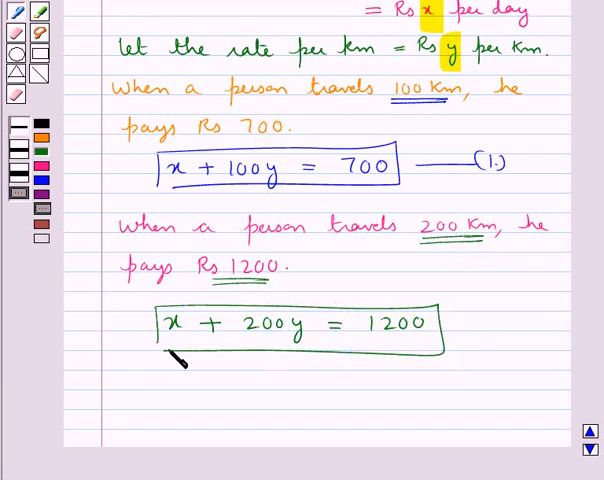 = Rs x per day
Let the rate per km = Rs y per Km.
When a person travels 100 Km, he
pays Rs 700.
x + 100y = 700 —(1.)
When a person travels 200 Km, he
pays Rs 1200.
x + 200y = 1200